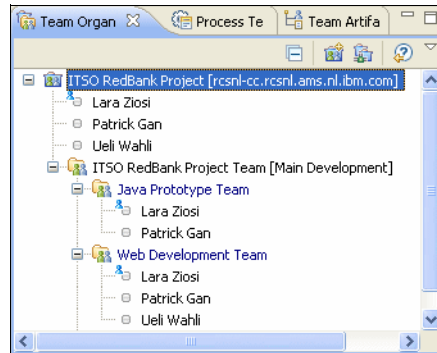 Team Organ Process Te Team Artifa
ITSO RedBank Project [rcsnl-cc.rcsnl.ams.nl.ibm.com]
Lara Ziosi
Patrick Gan
Ueli Wahli
ITSO RedBank Project Team [Main Development]
Java Prototype Team
Lara Ziosi
Patrick Gan
Web Development Team
Lara Ziosi
Patrick Gan
Ueli Wahli